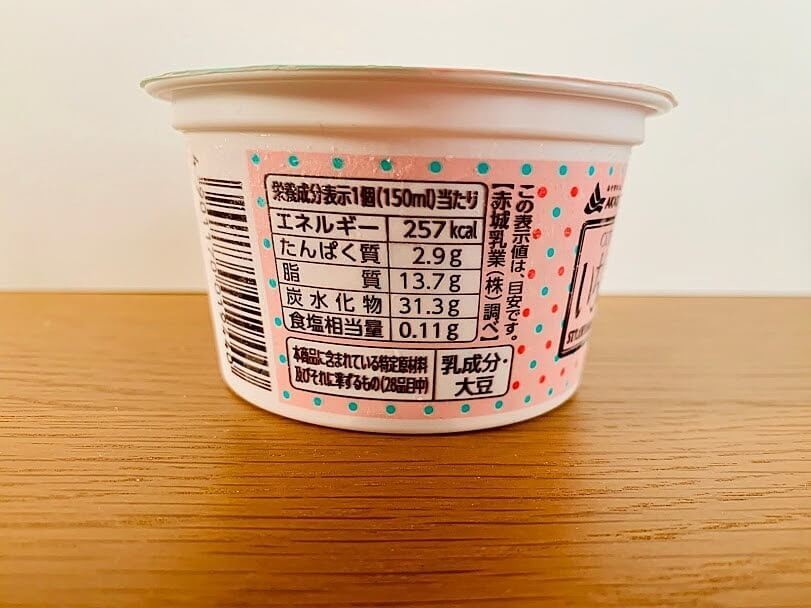 栄養成分表示1個(150ml)当たり
エネルギー 257kcal
たんぱく質 2.9g
脂質 13.7g
炭水化物 31.3g
食塩相当量 0.11g
この表示値は、目安です。
【赤城乳業(株)調べ】
本商品に含まれている特定原材料
及びそれに準ずるもの(28品目中)
乳成分・
大豆